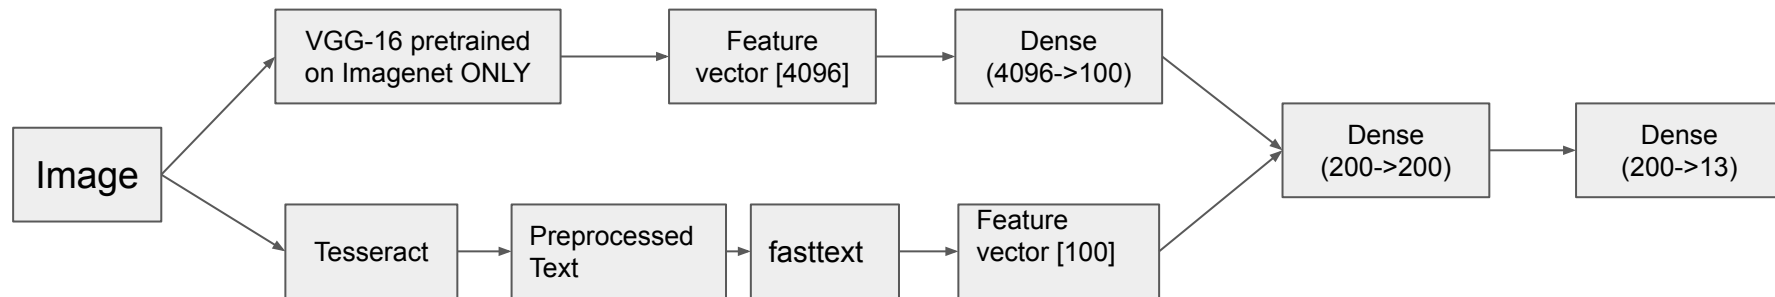 Image
VGG-16 pretrained
on Imagenet ONLY
Feature
vector [4096]
Dense
(4096->100)
Tesseract
Preprocessed
Text
fasttext
Feature
vector [100]
Dense
(200->200)
Dense
(200->13)